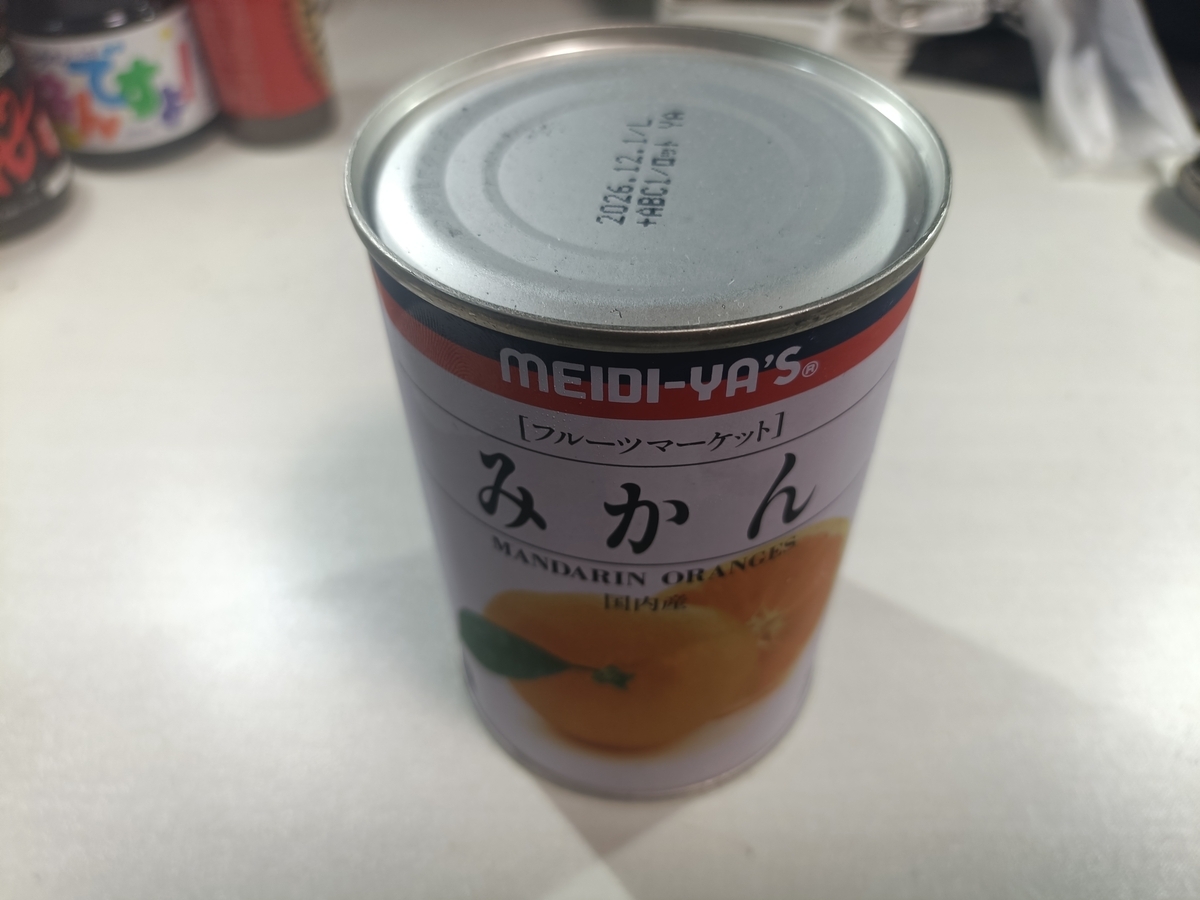 2026.12.1/L
+ABC1/ロット YA
MEIDI-YA'S®
[フルーツマーケット]
みかん
MANDARIN ORANGES
国内産